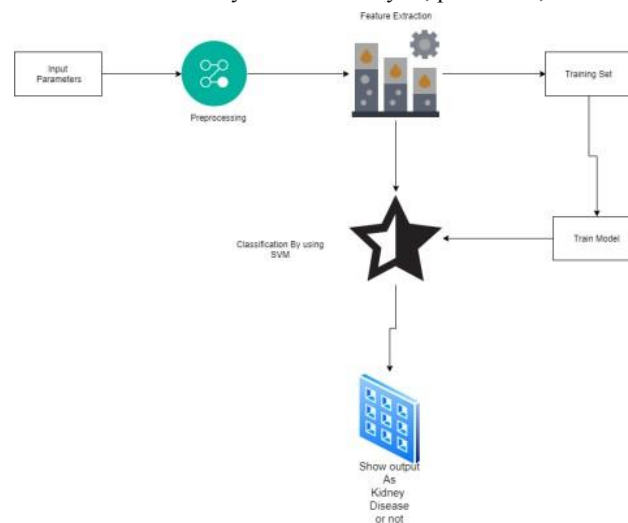 Feature Extraction
Input
Parameters
Preprocessing
Training Set
Classification By using
SVM
Train Model
Show output
As
Kidney
Disease
or not